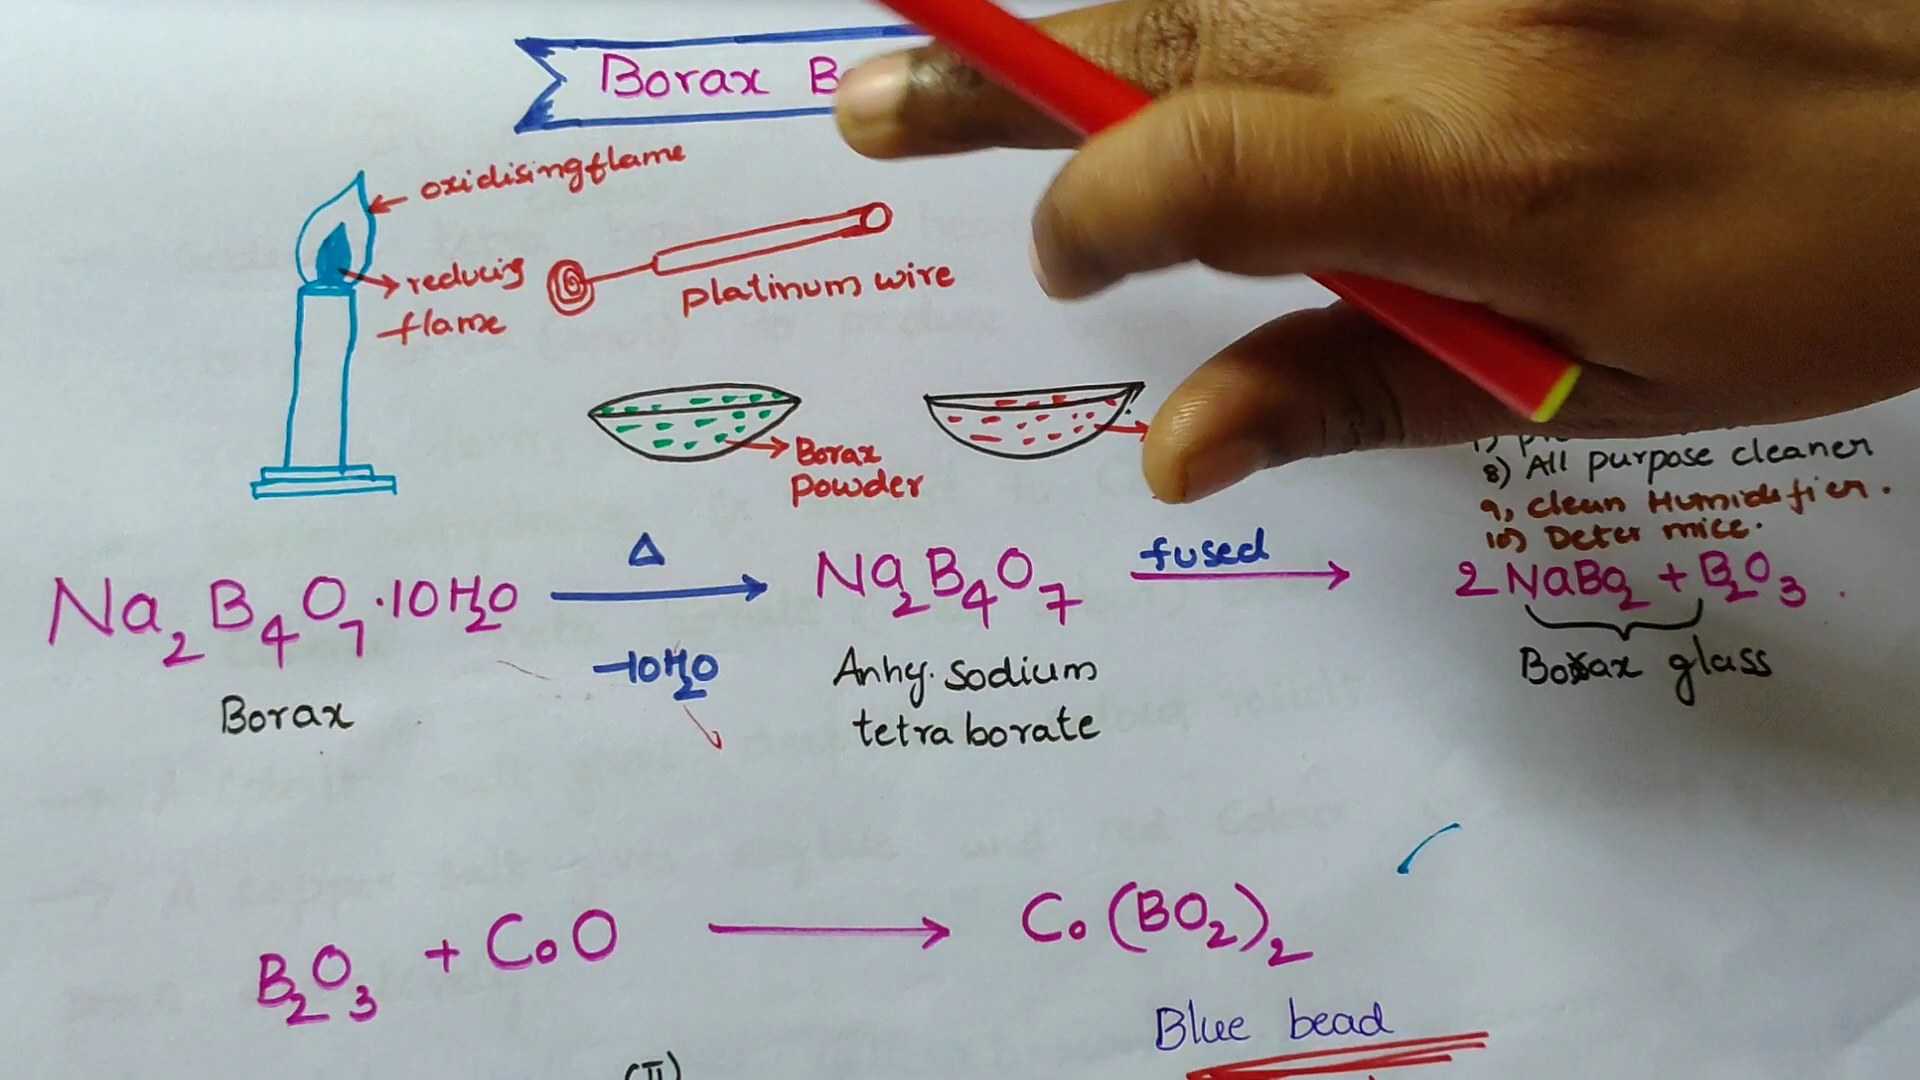 Borax B
oxidising flame
reducing
flame
platinum wire
Borax
powder
8) All purpose cleaner
9) clean Humidifier.
10) Deter mice.
Na₂B₄O₇·10H₂O
Δ
-10H₂O
Na₂B₄O₇
fused
2NaBO₂ + B₂O₃.
Borax
Anhy. sodium
tetra borate
Borax glass
B₂O₃ + CoO
Co(BO₂)₂
Blue bead
(II)